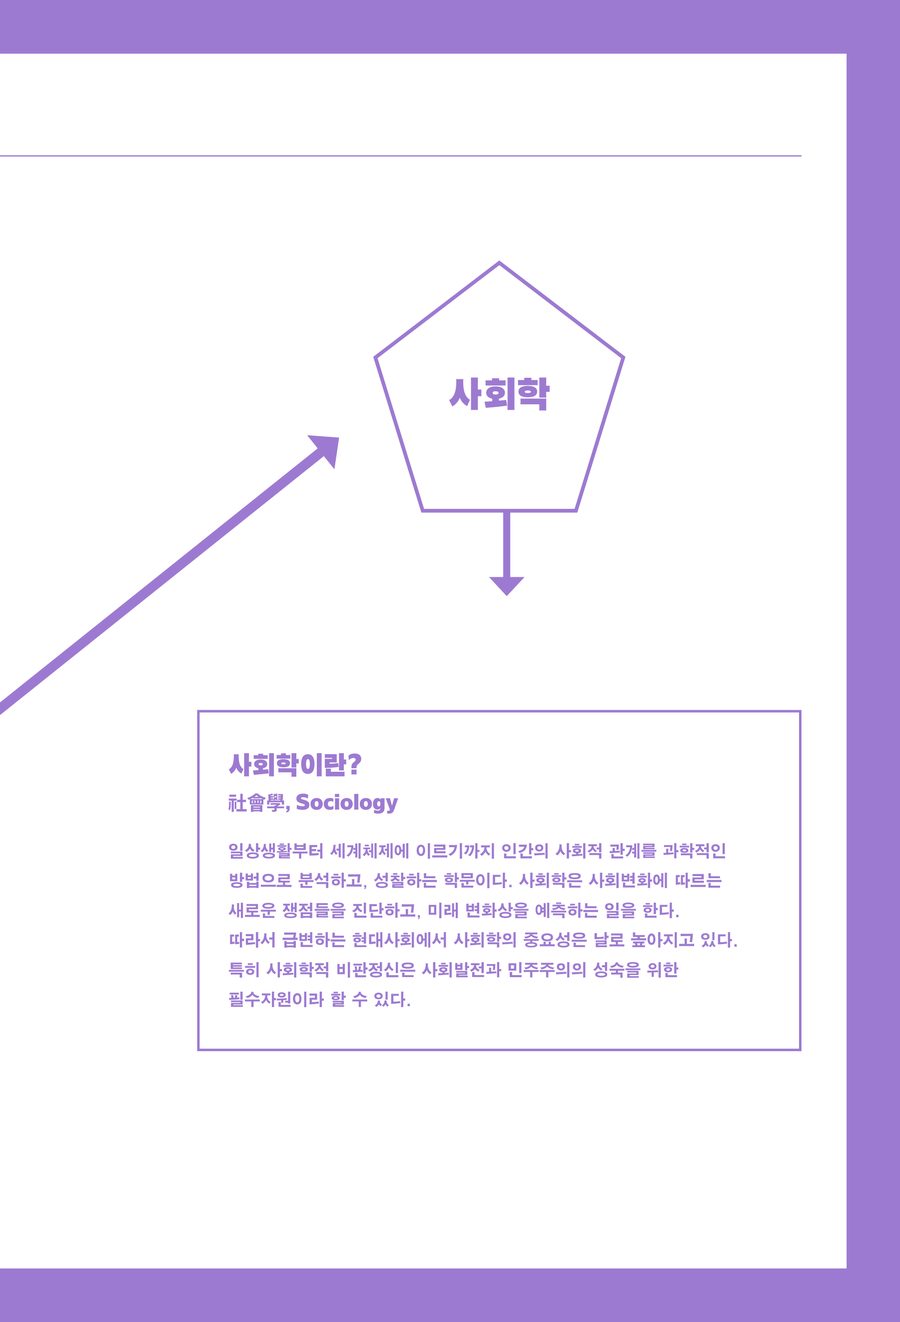 사회학
사회학이란?
社會學, Sociology
일상생활부터 세계체제에 이르기까지 인간의 사회적 관계를 과학적인
방법으로 분석하고, 성찰하는 학문이다. 사회학은 사회변화에 따르는
새로운 쟁점들을 진단하고, 미래 변화상을 예측하는 일을 한다.
따라서 급변하는 현대사회에서 사회학의 중요성은 날로 높아지고 있다.
특히 사회학적 비판정신은 사회발전과 민주주의의 성숙을 위한
필수자원이라 할 수 있다.